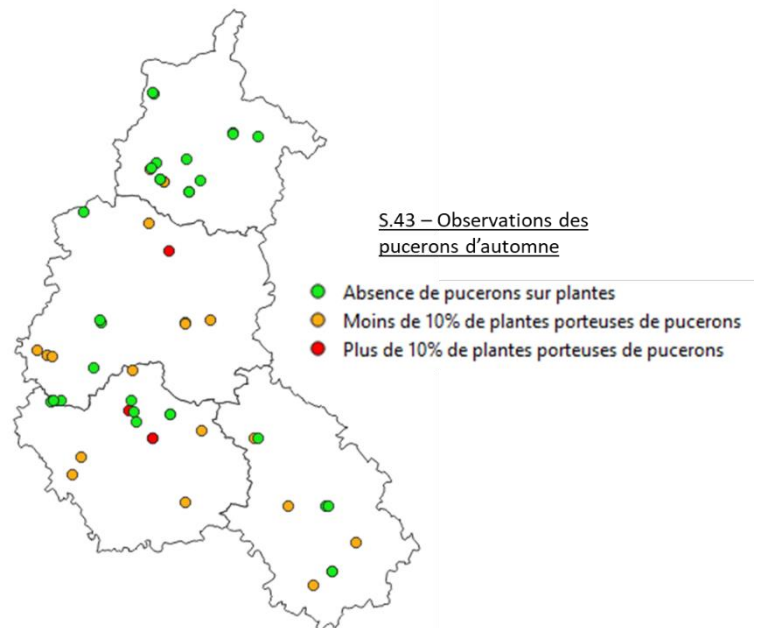 S.43 – Observations des
pucerons d'automne
Absence de pucerons sur plantes
Moins de 10% de plantes porteuses de pucerons
Plus de 10% de plantes porteuses de pucerons